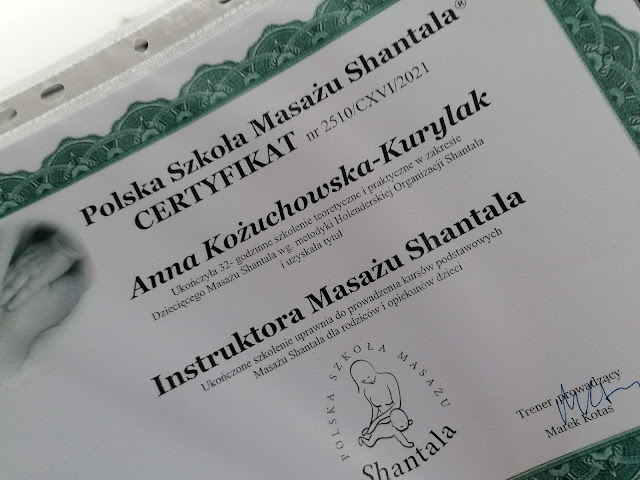 Polska Szkoła Masażu Shantala®
CERTYFIKAT nr 2510/CXVI/2021
Anna Kożuchowska-Kurylak
Ukończyła 32- godzinne szkolenie teoretyczne i praktyczne w zakresie
Dziecięcego Masażu Shantala wg. metodyki Holenderskiej Organizacji Shantala
i uzyskała tytuł
Instruktora Masażu Shantala
Ukończone szkolenie uprawnia do prowadzenia kursów podstawowych
Masażu Shantala dla rodziców i opiekunów dzieci
POLSKA SZKOŁA MASAŻU
Shantala
Trener prowadzący
Marek Kotas